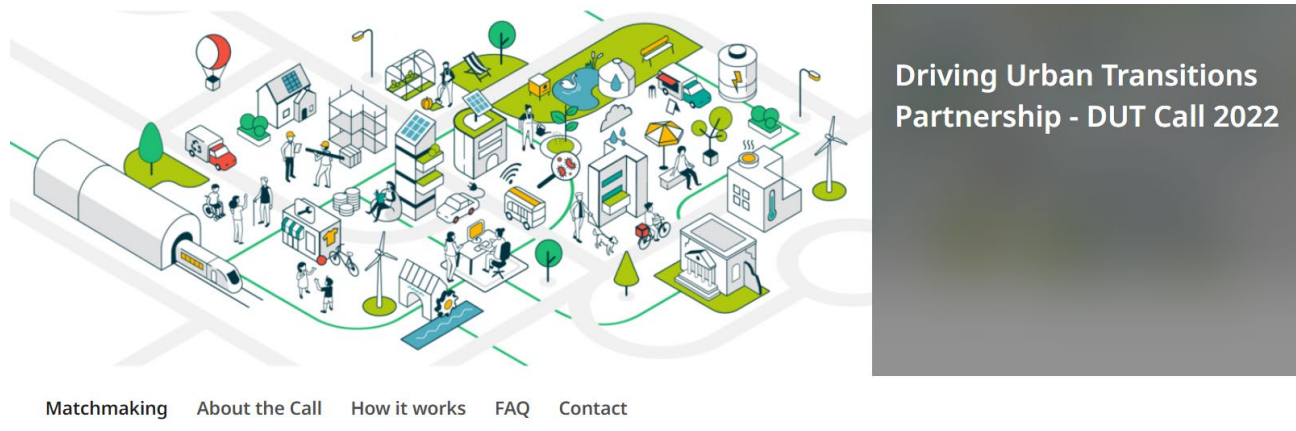 Driving Urban Transitions
Partnership - DUT Call 2022
Matchmaking About the Call How it works FAQ Contact